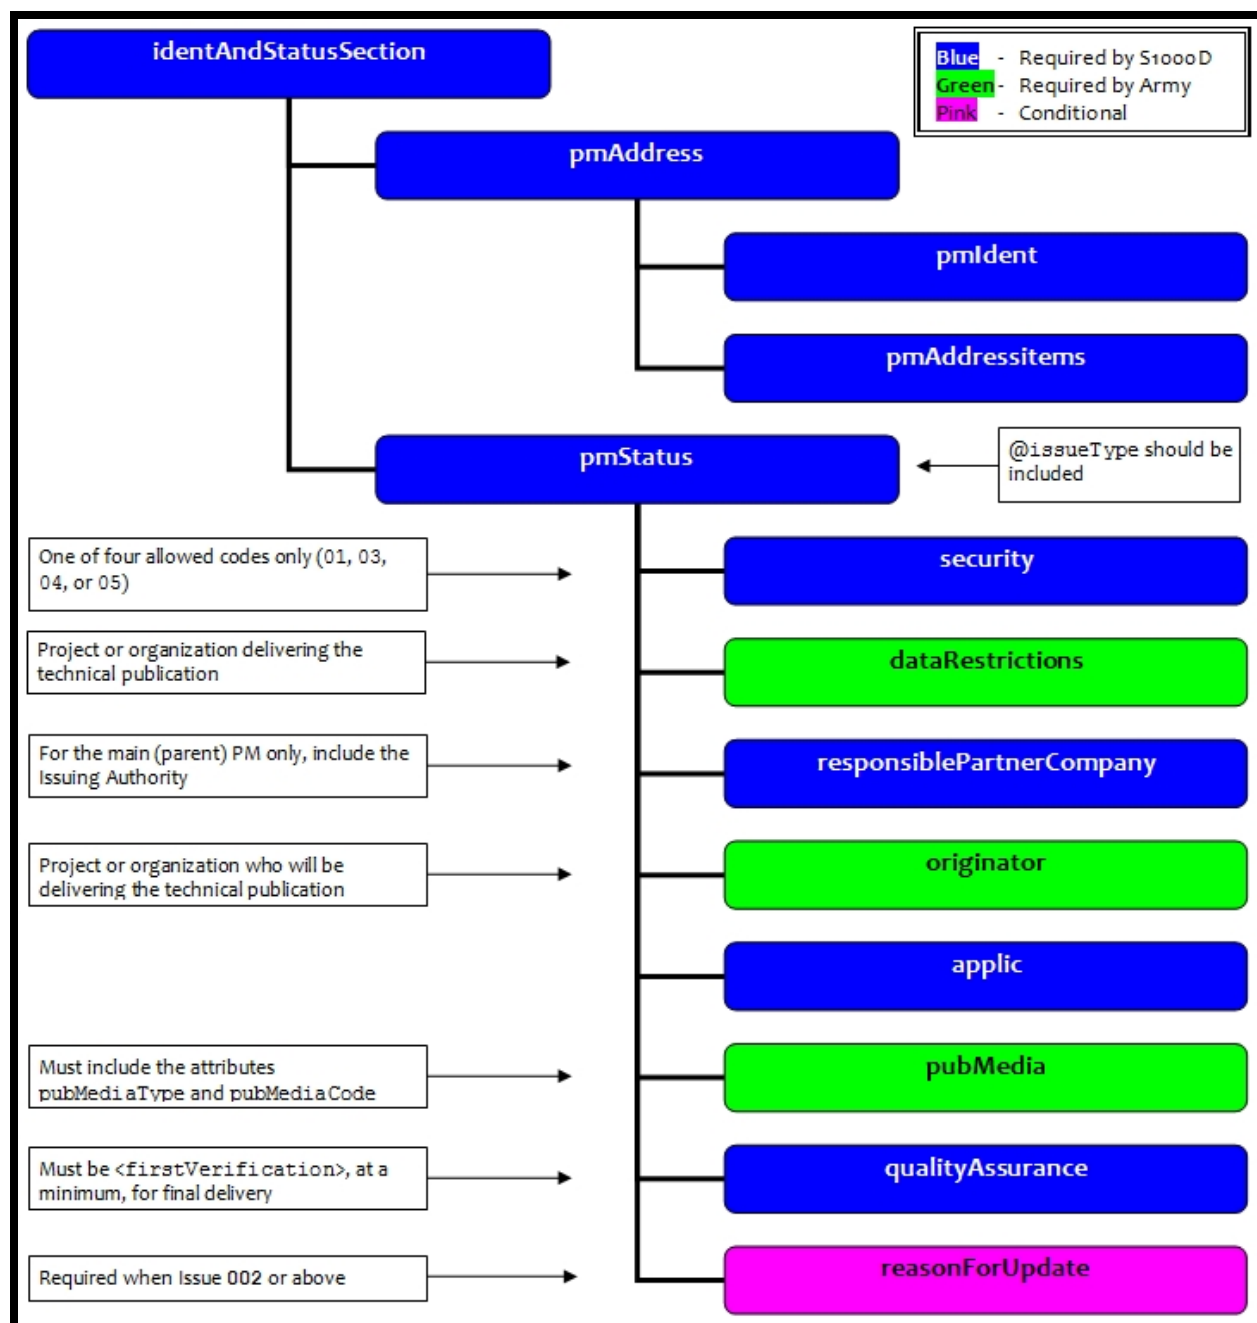 identAndStatusSection
Blue - Required by S1000D
Green - Required by Army
Pink - Conditional
pmAddress
pmIdent
pmAddressitems
pmStatus
@issueType should be
included
One of four allowed codes only (01, 03,
04, or 05)
security
Project or organization delivering the
technical publication
dataRestrictions
For the main (parent) PM only, include the
Issuing Authority
responsiblePartnerCompany
Project or organization who will be
delivering the technical publication
originator
applic
Must include the attributes
pubMediaType and pubMediaCode
pubMedia
Must be <firstVerification>, at a
minimum, for final delivery
qualityAssurance
Required when Issue 002 or above
reasonForUpdate